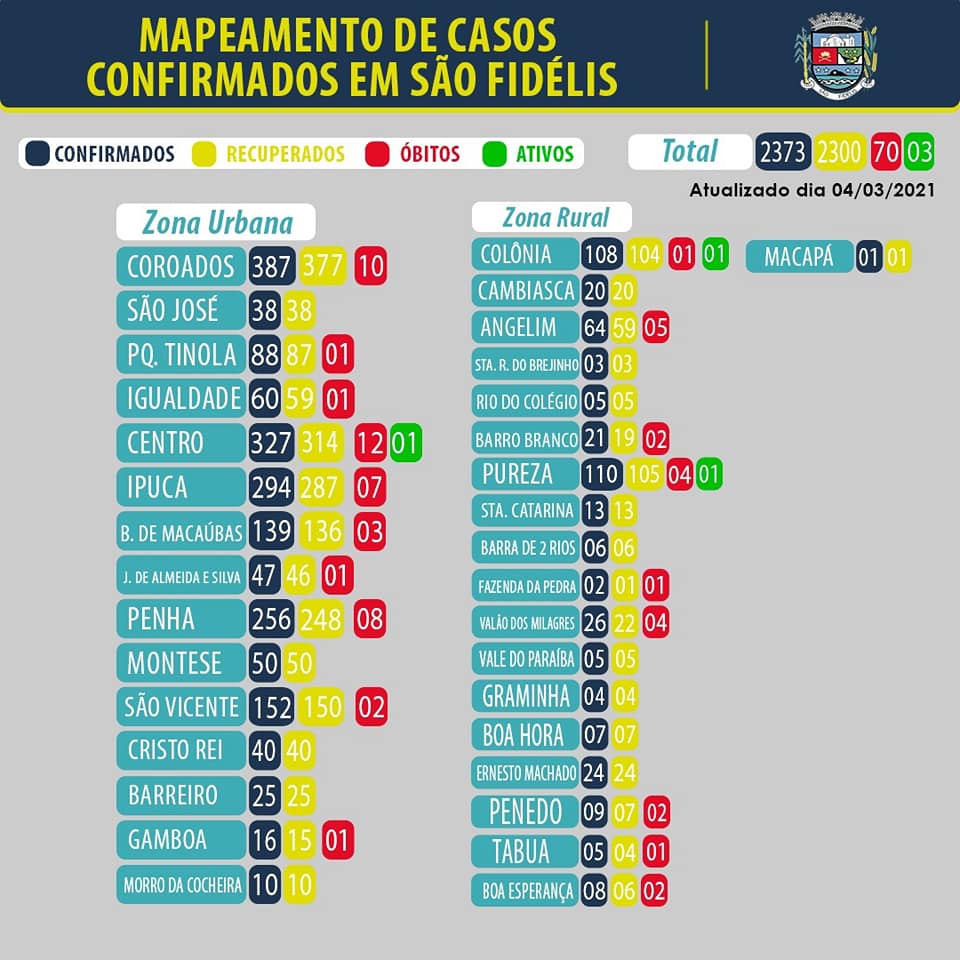 MAPEAMENTO DE CASOS
CONFIRMADOS EM SÃO FIDÉLIS
CONFIRMADOS RECUPERADOS ÓBITOS ATIVOS
Total 2373 2300 70 03
Atualizado dia 04/03/2021
Zona Urbana
COROADOS 387 377 10
SÃO JOSÉ 38 38
PQ. TINOLA 88 87 01
IGUALDADE 60 59 01
CENTRO 327 314 12 01
IPUCA 294 287 07
B. DE MACAÚBAS 139 136 03
J. DE ALMEIDA E SILVA 47 46 01
PENHA 256 248 08
MONTESE 50 50
SÃO VICENTE 152 150 02
CRISTO REI 40 40
BARREIRO 25 25
GAMBOA 16 15 01
MORRO DA COCHEIRA 10 10
Zona Rural
COLÔNIA 108 104 01 01
CAMBIASCA 20 20
ANGELIM 64 59 05
STA. R. DO BREJINHO 03 03
RIO DO COLÉGIO 05 05
BARRO BRANCO 21 19 02
PUREZA 110 105 04 01
STA. CATARINA 13 13
BARRA DE 2 RIOS 06 06
FAZENDA DA PEDRA 02 01 01
VALÃO DOS MILAGRES 26 22 04
VALE DO PARAÍBA 05 05
GRAMINHA 04 04
BOA HORA 07 07
ERNESTO MACHADO 24 24
PENEDO 09 07 02
TABUA 05 04 01
BOA ESPERANÇA 08 06 02
MACAPÁ 01 01